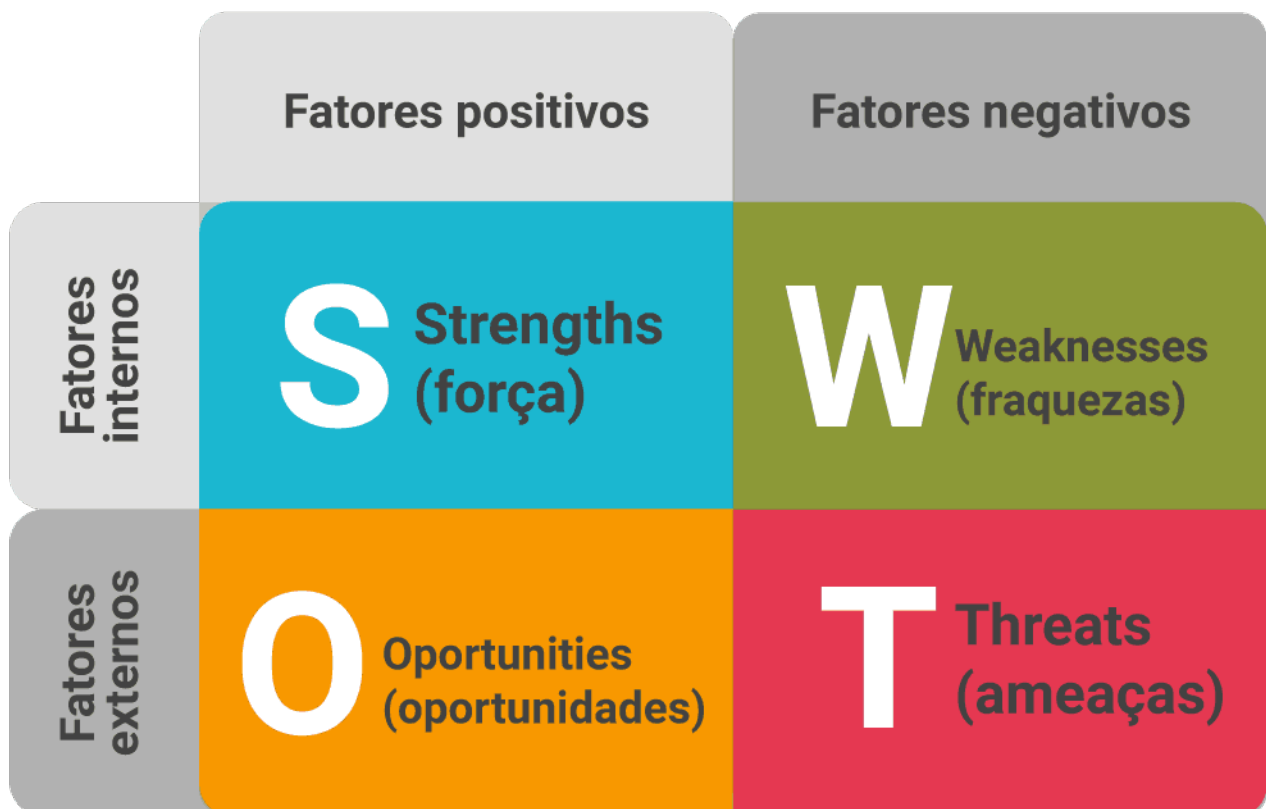 Fatores positivos
Fatores negativos
Fatores
internos
S
Strengths
(força)
W
Weaknesses
(fraquezas)
Fatores
externos
O
Oportunities
(oportunidades)
T
Threats
(ameaças)